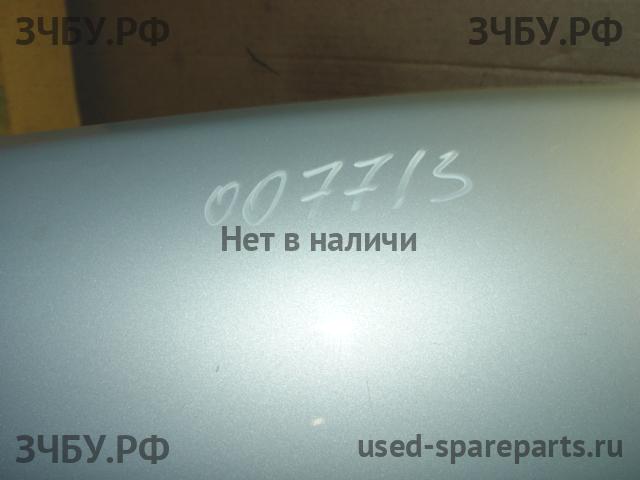 ЗЧБУ.РФ ЗЧБУ.РФ
007713
Нет в наличи
ЗЧБУ.РФ used-spareparts.ru